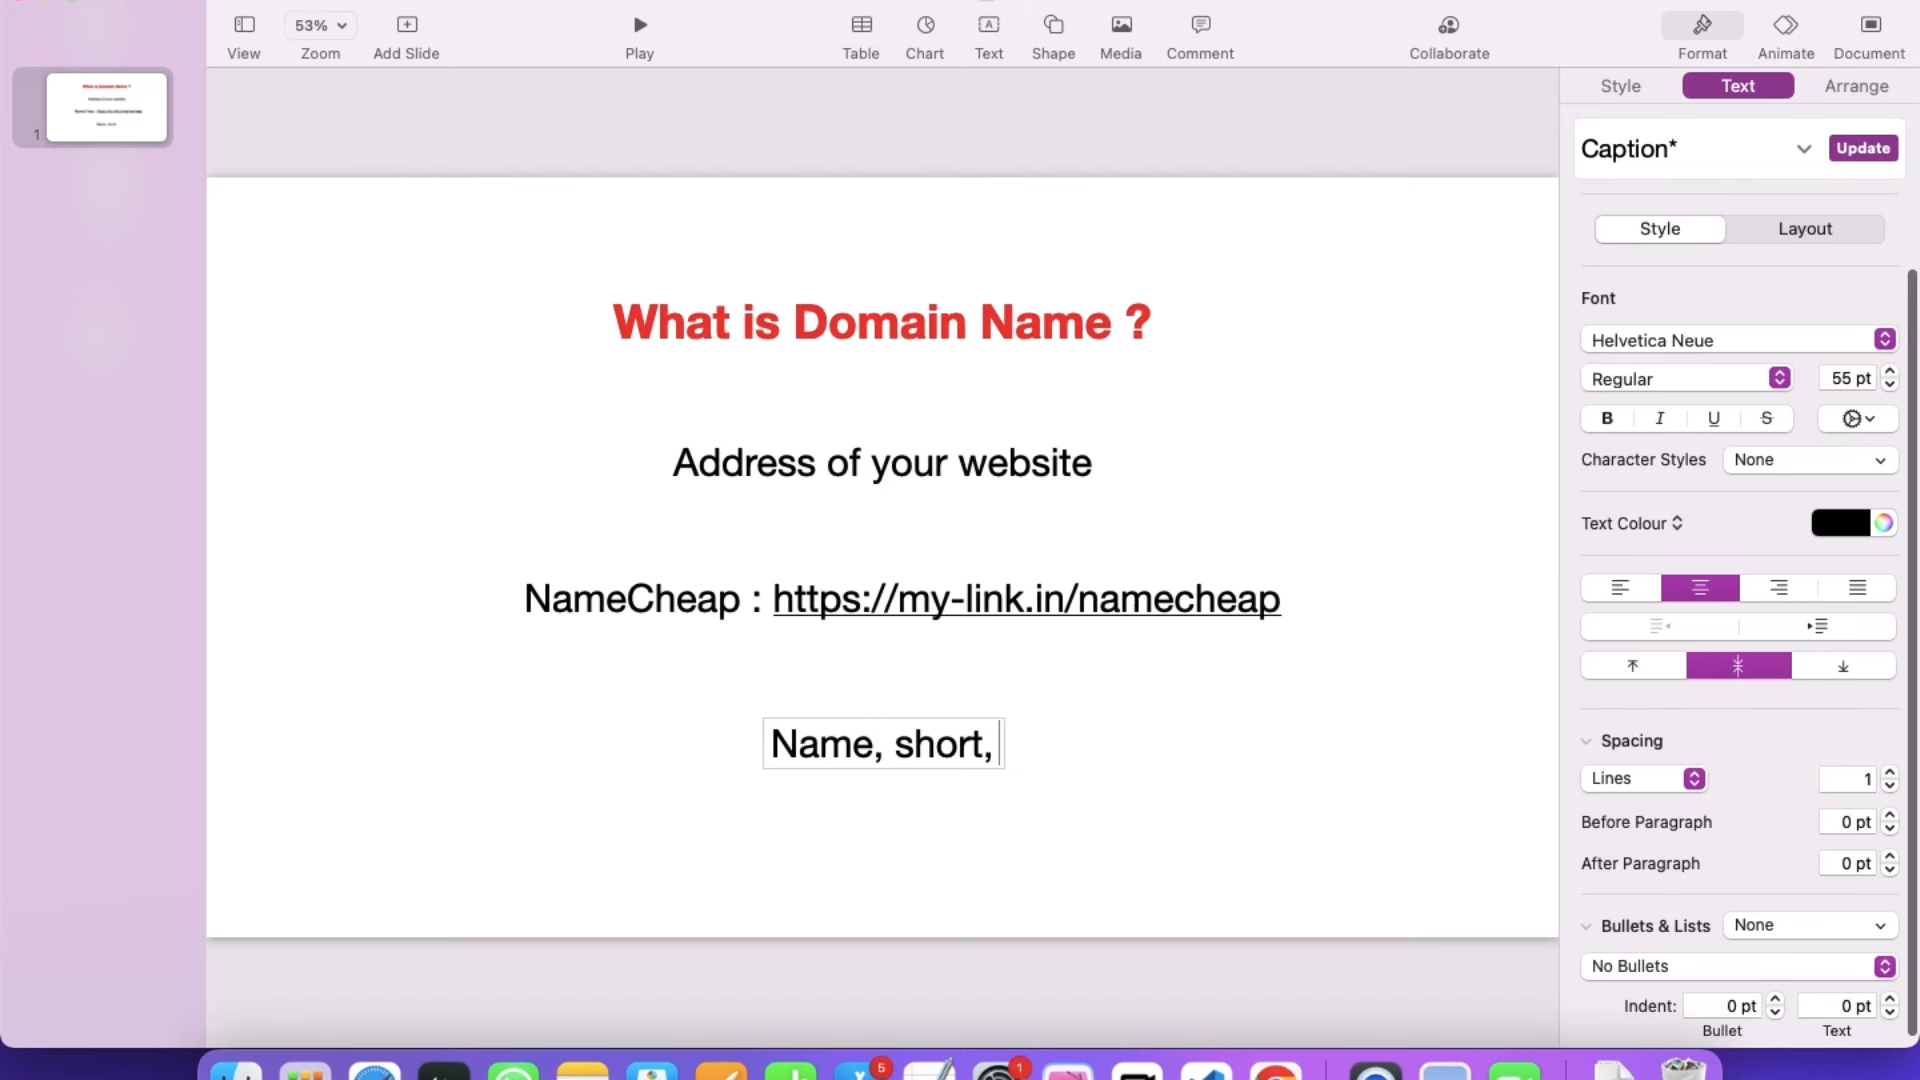 53%
View
Zoom
Add Slide
Play
Table
Chart
Text
Shape
Media
Comment
Collaborate
Format
Animate
Document
1
What is Domain Name ?
Address of your website
NameCheap : https://my-link.in/namecheap
Name, short,
Style
Text
Arrange
Caption*
Update
Style
Layout
Font
Helvetica Neue
Regular
55 pt
B I U S
Character Styles
None
Text Colour
Spacing
Lines
1
Before Paragraph
0 pt
After Paragraph
0 pt
Bullets & Lists
None
No Bullets
Indent:
0 pt
0 pt
Bullet
Text
5
1